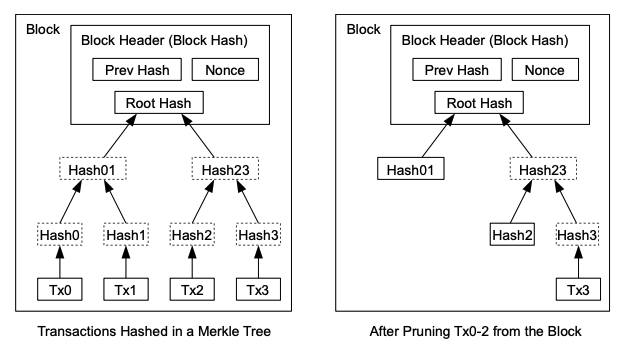 Block
Block Header (Block Hash)
Prev Hash
Nonce
Root Hash
Hash01
Hash23
Hash0
Hash1
Hash2
Hash3
Tx0
Tx1
Tx2
Tx3
Transactions Hashed in a Merkle Tree
Block
Block Header (Block Hash)
Prev Hash
Nonce
Root Hash
Hash01
Hash23
Hash2
Hash3
Tx3
After Pruning Tx0-2 from the Block